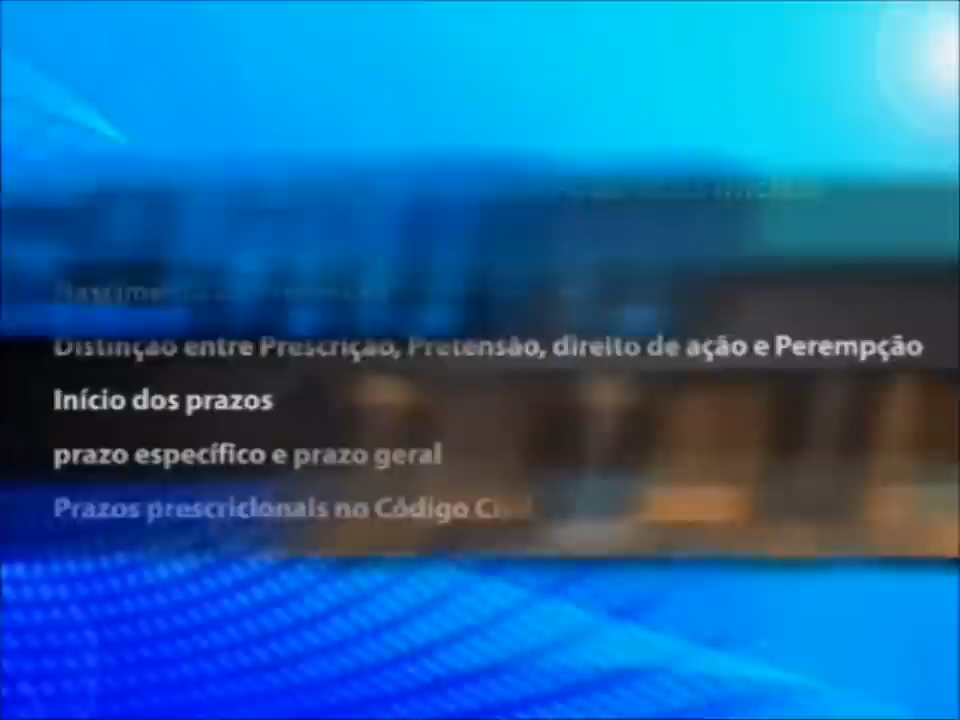 Distinção entre Prescrição, Pretensão, direito de ação e Perempção
Início dos prazos
prazo específico e prazo geral
Prazos prescricionais no Código